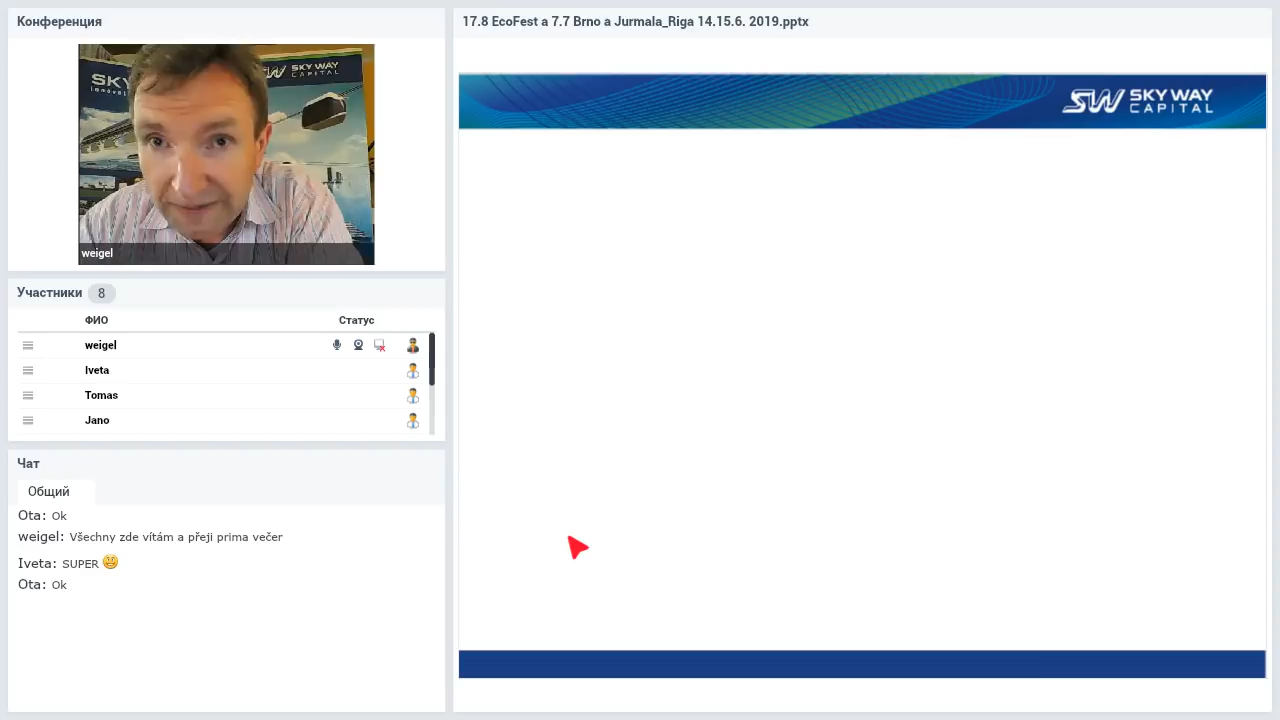 Конференция
SKY
SKY WAY
CAPITAL
weigel
Участники 8
ФИО Статус
weigel
Iveta
Tomas
Jano
Чат
Общий
Ota: Ok
weigel: Všechny zde vítám a přeji prima večer
Iveta: SUPER
Ota: Ok
17.8 EcoFest a 7.7 Brno a Jurmala_Riga 14.15.6. 2019.pptx
SW SKY WAY
CAPITAL